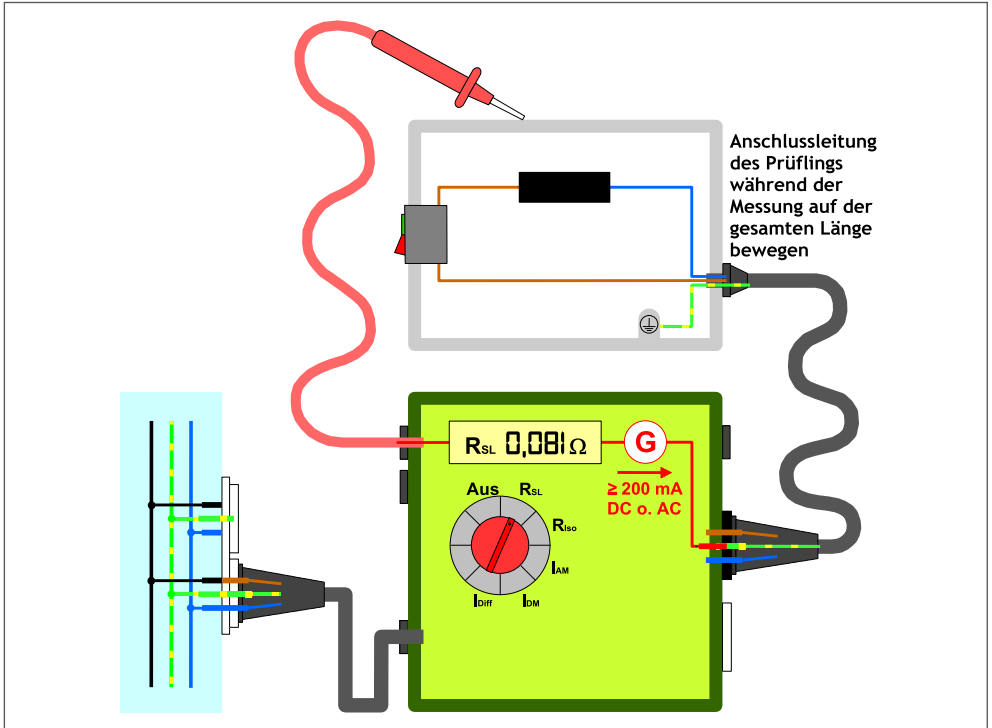 Anschlussleitung
des Prüflings
während der
Messung auf der
gesamten Länge
bewegen
RSL 0,081 Ω
G
≥ 200 mA
DC o. AC
Aus
RSL
RIso
IAM
IDM
IDiff